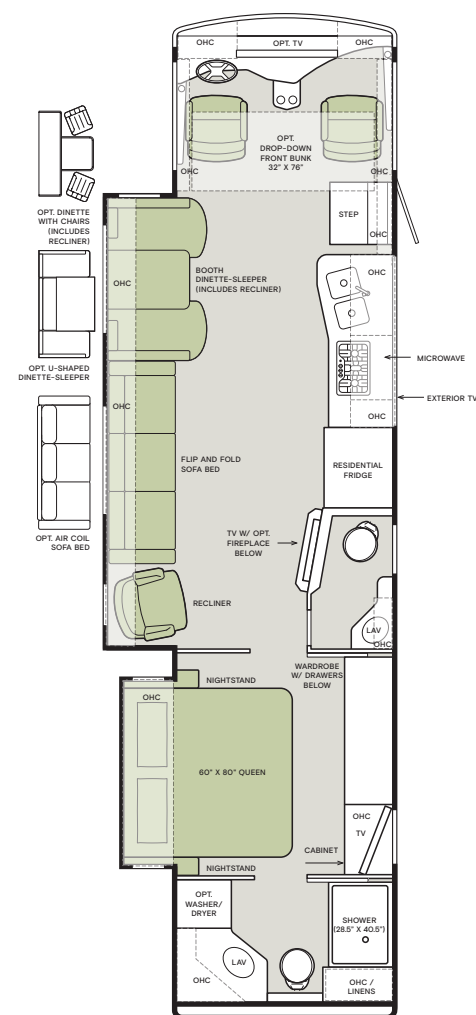 OHC
OPT. TV
OHC
OPT.
DROP-DOWN
FRONT BUNK
32" X 76"
OHC
OHC
OPT. DINETTE
WITH CHAIRS
(INCLUDES
RECLINER)
STEP
OHC
BOOTH
DINETTE-SLEEPER
(INCLUDES RECLINER)
OHC
OHC
OPT. U-SHAPED
DINETTE-SLEEPER
MICROWAVE
EXTERIOR TV
OHC
OHC
FLIP AND FOLD
SOFA BED
RESIDENTIAL
FRIDGE
OPT. AIR COIL
SOFA BED
TV W/ OPT.
FIREPLACE
BELOW
RECLINER
LAV
OHC
WARDROBE
W/ DRAWERS
BELOW
NIGHTSTAND
OHC
60" X 80" QUEEN
OHC
TV
CABINET
NIGHTSTAND
OPT.
WASHER/
DRYER
SHOWER
(28.5" X 40.5")
LAV
OHC
OHC /
LINENS